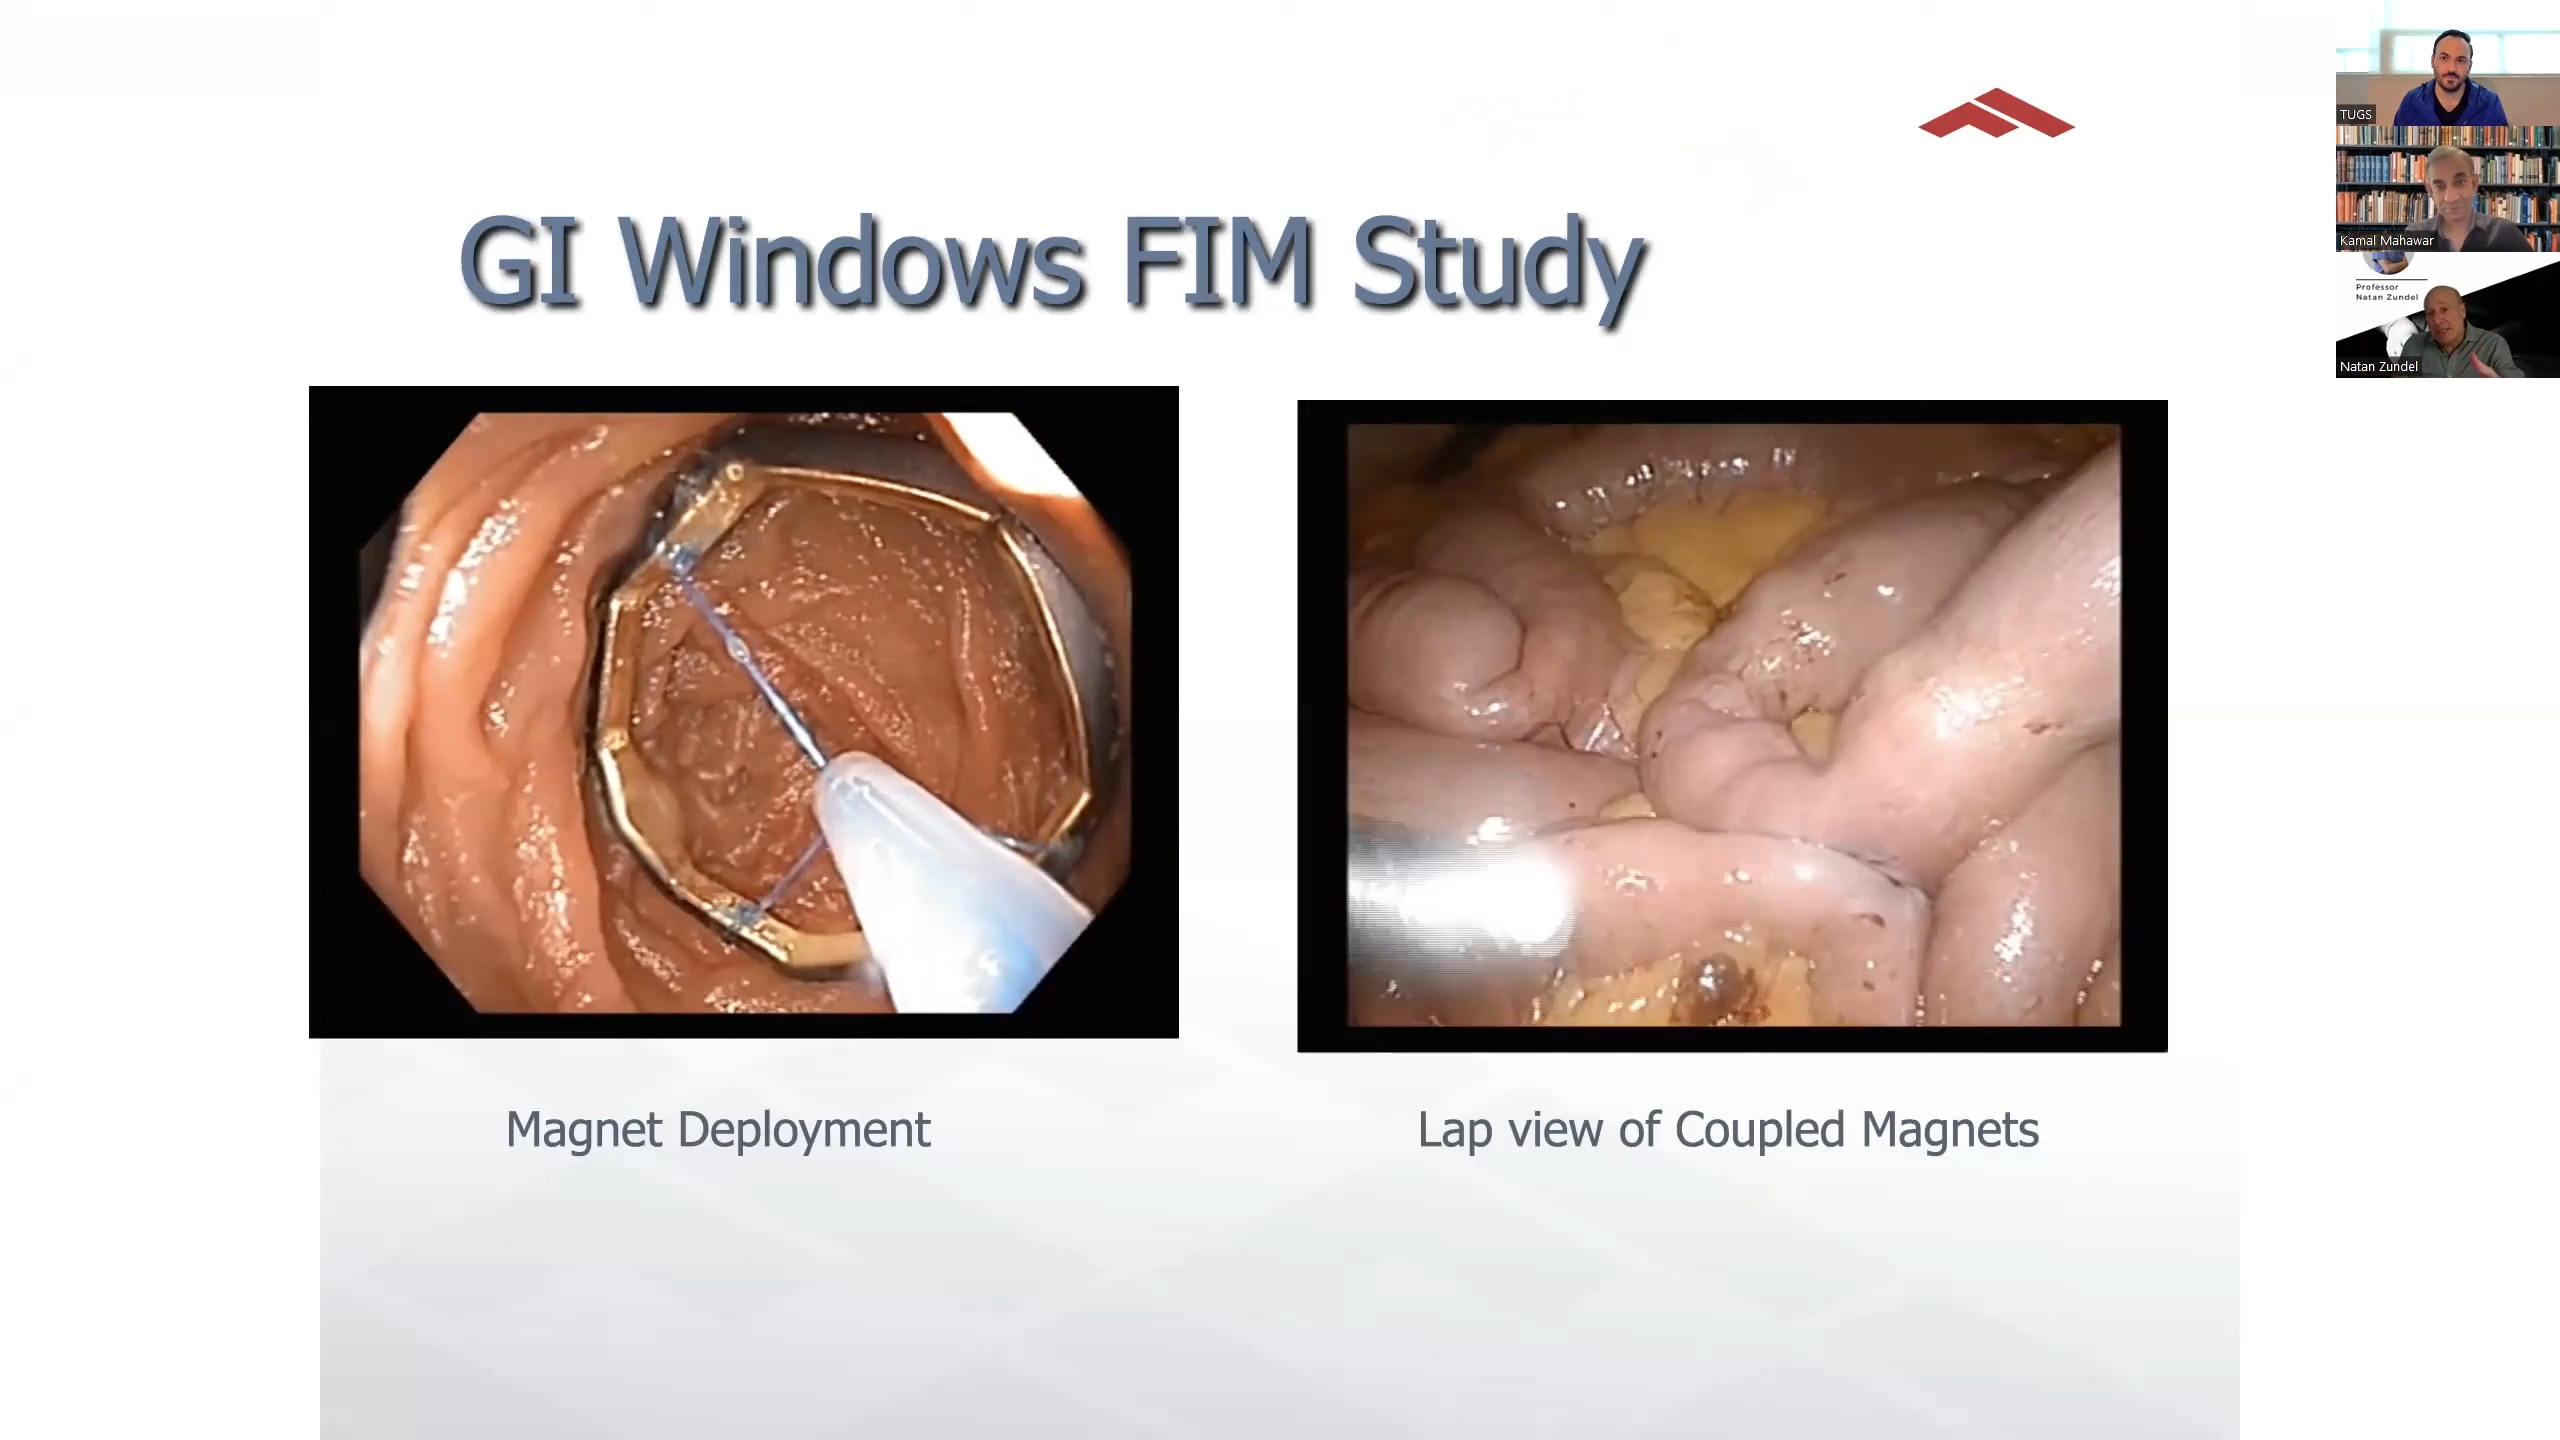 GI Windows FIM Study
Magnet Deployment
Lap view of Coupled Magnets
TUGS
Kamal Mahawar
Professor
Natan Zundel
Natan Zundel